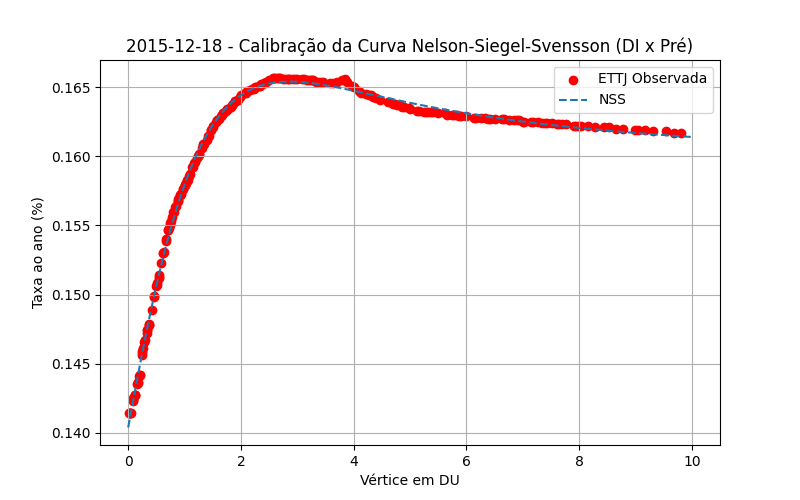 2015-12-18 - Calibração da Curva Nelson-Siegel-Svensson (DI x Pré)
ETTJ Observada
NSS
Taxa ao ano (%)
0.165
0.160
0.155
0.150
0.145
0.140
0 2 4 6 8 10
Vértice em DU